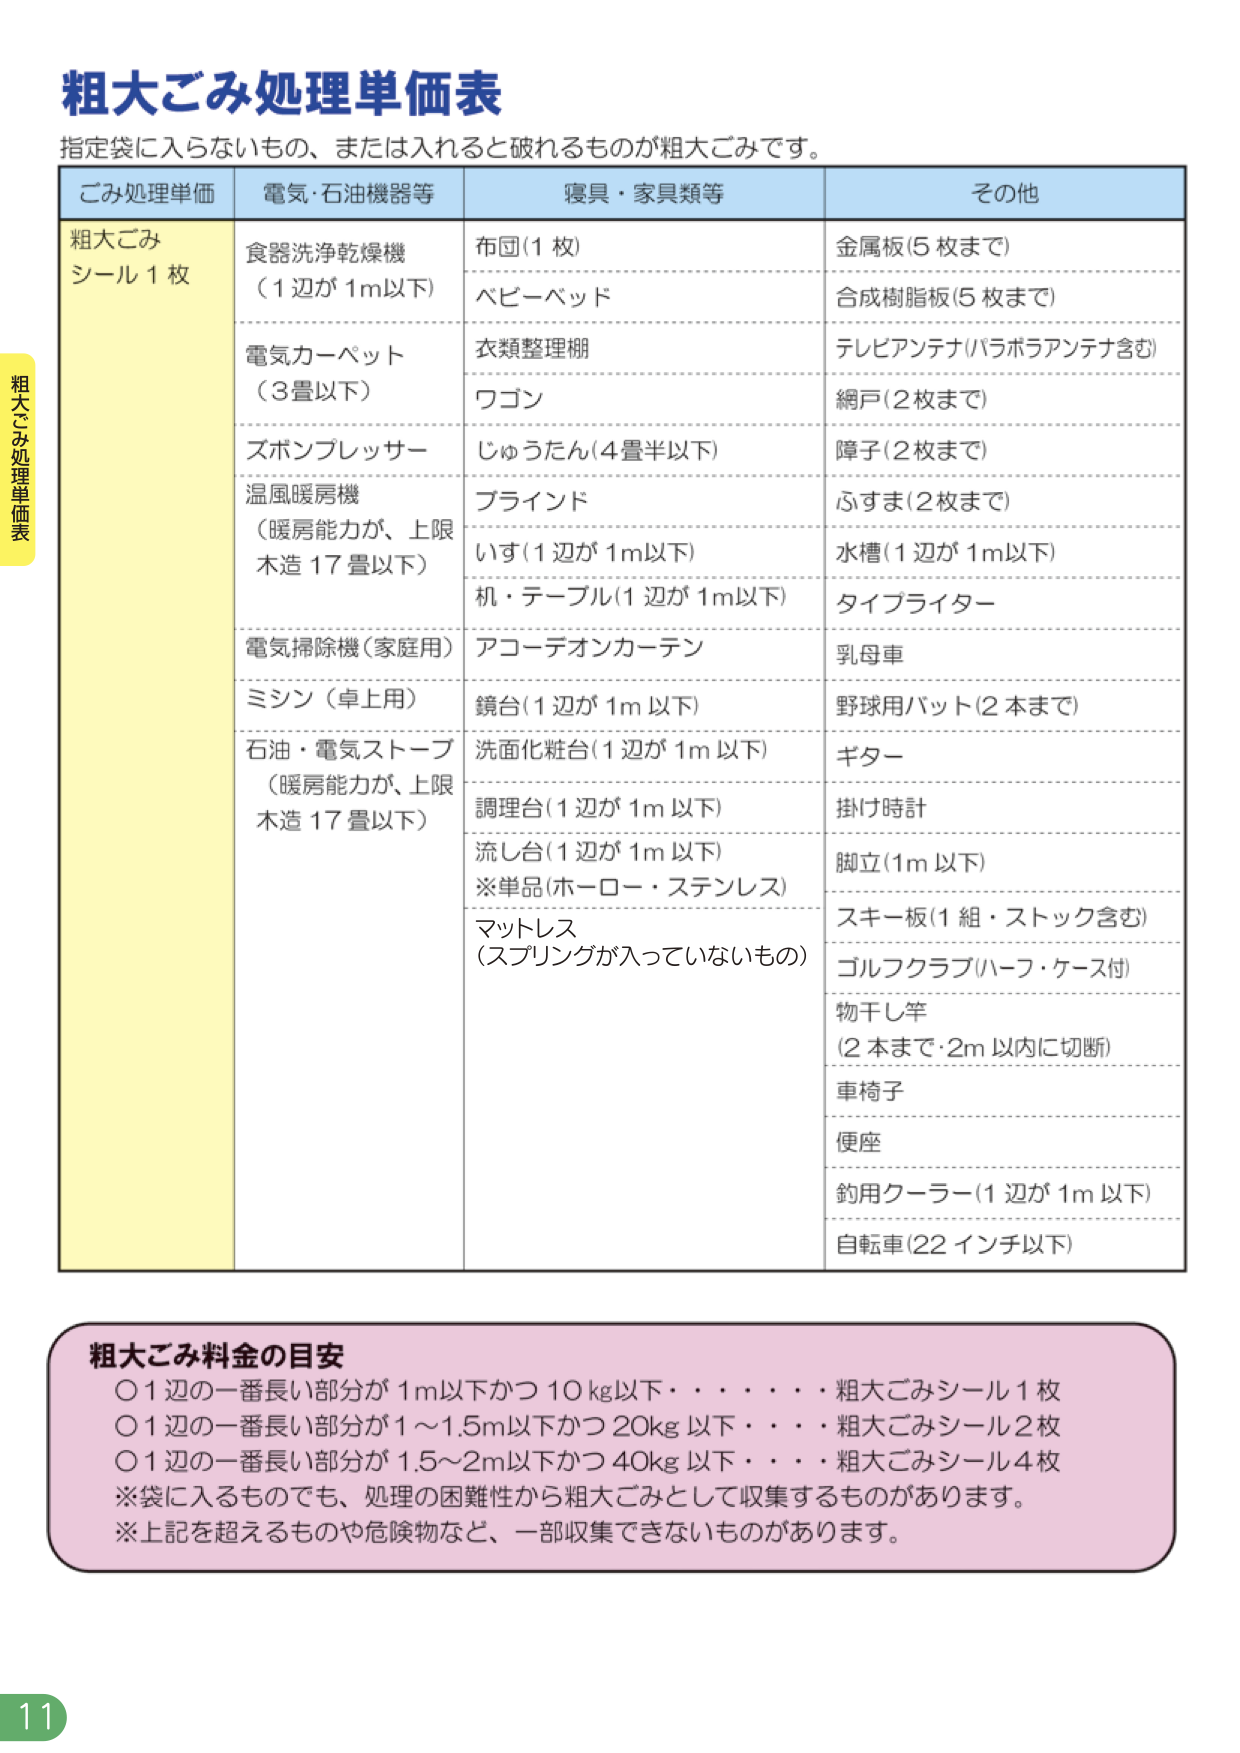 粗大ごみ処理単価表
指定袋に入らないもの、または入れると破れるものが粗大ごみです。
ごみ処理単価
電気･石油機器等
寝具・家具類等
その他
粗大ごみ
シール１枚
食器洗浄乾燥機
（１辺が１m以下）
電気カーペット
（３畳以下）
ズボンプレッサー
温風暖房機
（暖房能力が、上限
木造 17 畳以下）
電気掃除機（家庭用）
ミシン（卓上用）
石油・電気ストーブ
（暖房能力が、上限
木造 17 畳以下）
布団(１枚)
ベビーベッド
衣類整理棚
ワゴン
じゅうたん(４畳半以下)
ブラインド
いす(１辺が１m以下)
机・テーブル(１辺が１m以下)
アコーデオンカーテン
鏡台(１辺が 1m 以下)
洗面化粧台(１辺が 1m 以下)
調理台(１辺が 1m 以下)
流し台(１辺が 1m 以下)
※単品(ホーロー・ステンレス)
マットレス
（スプリングが入っていないもの）
金属板(５枚まで)
合成樹脂板(５枚まで)
テレビアンテナ(パラボラアンテナ含む)
網戸(２枚まで)
障子(２枚まで)
ふすま(２枚まで)
水槽(１辺が１m以下)
タイプライター
乳母車
野球用バット(２本まで)
ギター
掛け時計
脚立(1m 以下)
スキー板(１組・ストック含む)
ゴルフクラブ(ハーフ・ケース付)
物干し竿
(２本まで･2m 以内に切断)
車椅子
便座
釣用クーラー(１辺が 1m 以下)
自転車(22 インチ以下)
粗大ごみ処理単価表
粗大ごみ料金の目安
○１辺の一番長い部分が１m以下かつ 10 kg以下・・・・・・・粗大ごみシール１枚
○１辺の一番長い部分が１～1.5m以下かつ 20kg 以下・・・・粗大ごみシール２枚
○１辺の一番長い部分が 1.5～2m以下かつ 40kg 以下・・・・粗大ごみシール４枚
※袋に入るものでも、処理の困難性から粗大ごみとして収集するものがあります。
※上記を超えるものや危険物など、一部収集できないものがあります。
11